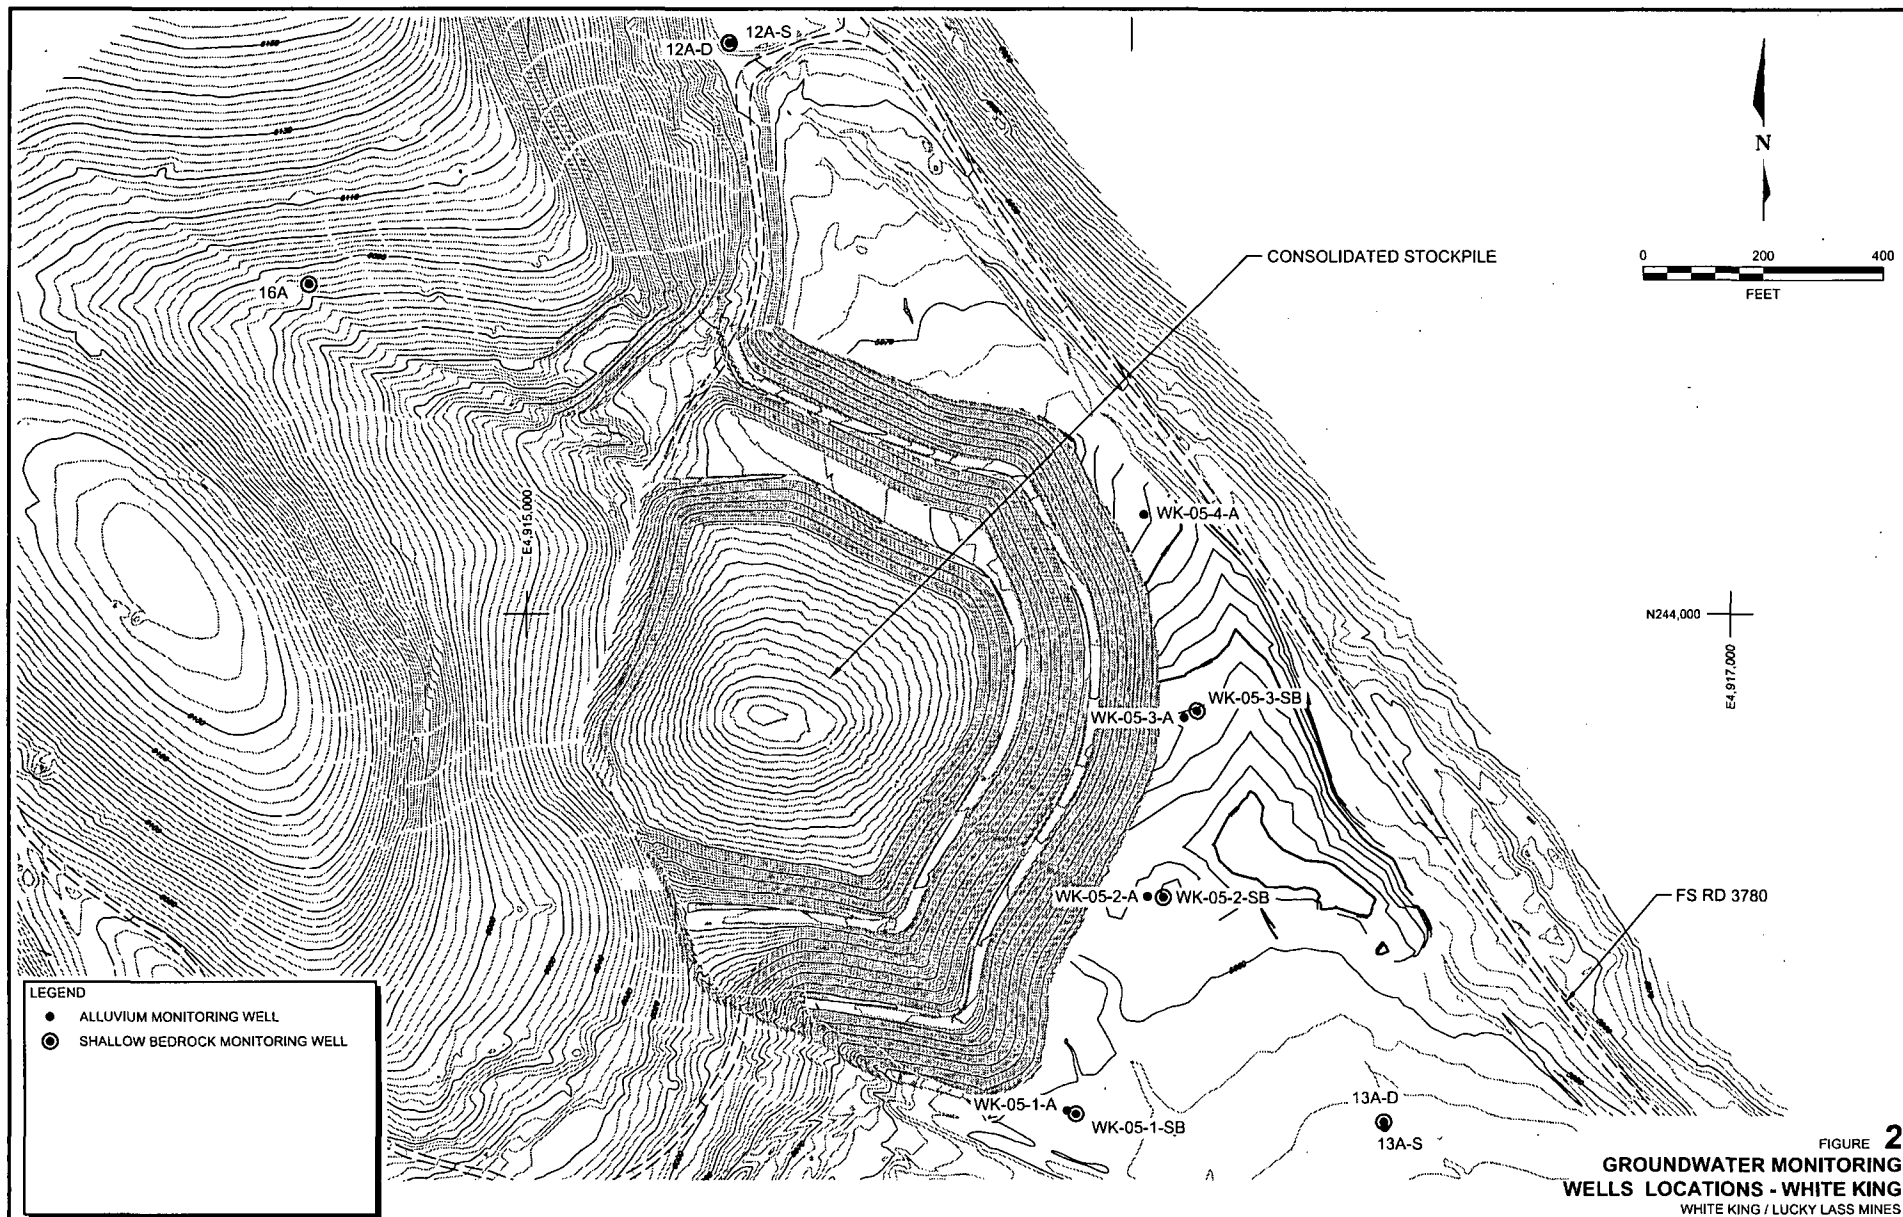 12A-D
12A-S
N
0 200 400
FEET
CONSOLIDATED STOCKPILE
16A
E4,915,000
WK-05-4-A
N244,000
E4,917,000
WK-05-3-A
WK-05-3-SB
WK-05-2-A
WK-05-2-SB
FS RD 3780
LEGEND
ALLUVIUM MONITORING WELL
SHALLOW BEDROCK MONITORING WELL
WK-05-1-A
WK-05-1-SB
13A-D
13A-S
FIGURE 2
GROUNDWATER MONITORING
WELLS LOCATIONS - WHITE KING
WHITE KING / LUCKY LASS MINES